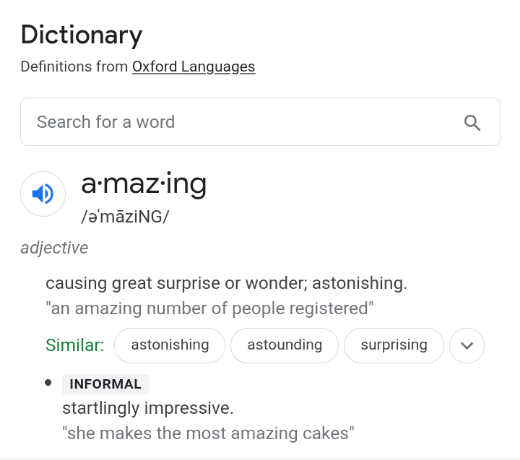 Dictionary
Definitions from Oxford Languages
Search for a word
a·maz·ing
/əˈmāziNG/
adjective
causing great surprise or wonder; astonishing.
"an amazing number of people registered"
Similar: astonishing astounding surprising
• INFORMAL
startlingly impressive.
"she makes the most amazing cakes"